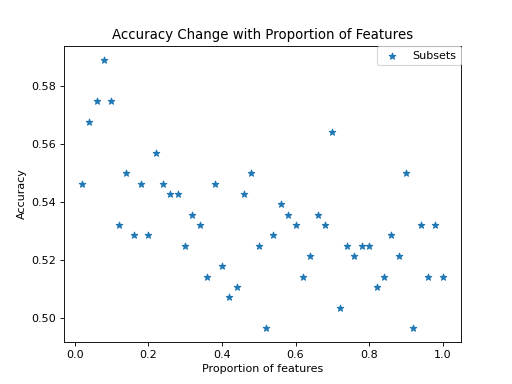 Accuracy Change with Proportion of Features
Subsets
0.58
0.56
0.54
0.52
0.50
Accuracy
0.0 0.2 0.4 0.6 0.8 1.0
Proportion of features